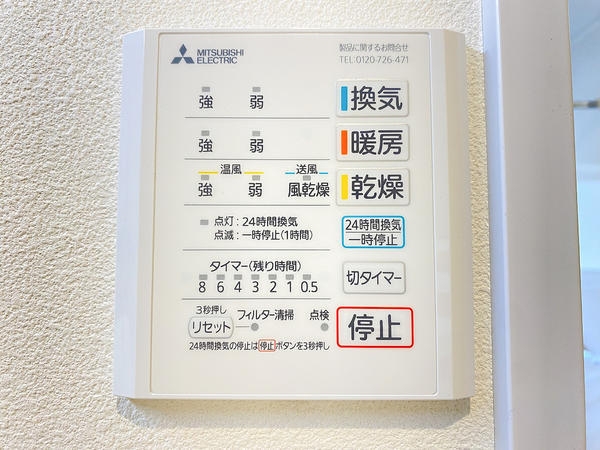 MITSUBISHI
ELECTRIC
製品に関するお問合せ
TEL:0120-726-471
強 弱 換気
強 弱 暖房
温風 送風
強 弱 風乾燥 乾燥
点灯:24時間換気
点滅:一時停止(1時間)
24時間換気
一時停止
タイマー(残り時間)
8 6 4 3 2 1 0.5
切タイマー
3秒押し
リセット フィルター清掃 点検
停止
24時間換気の停止は停止ボタンを3秒押し